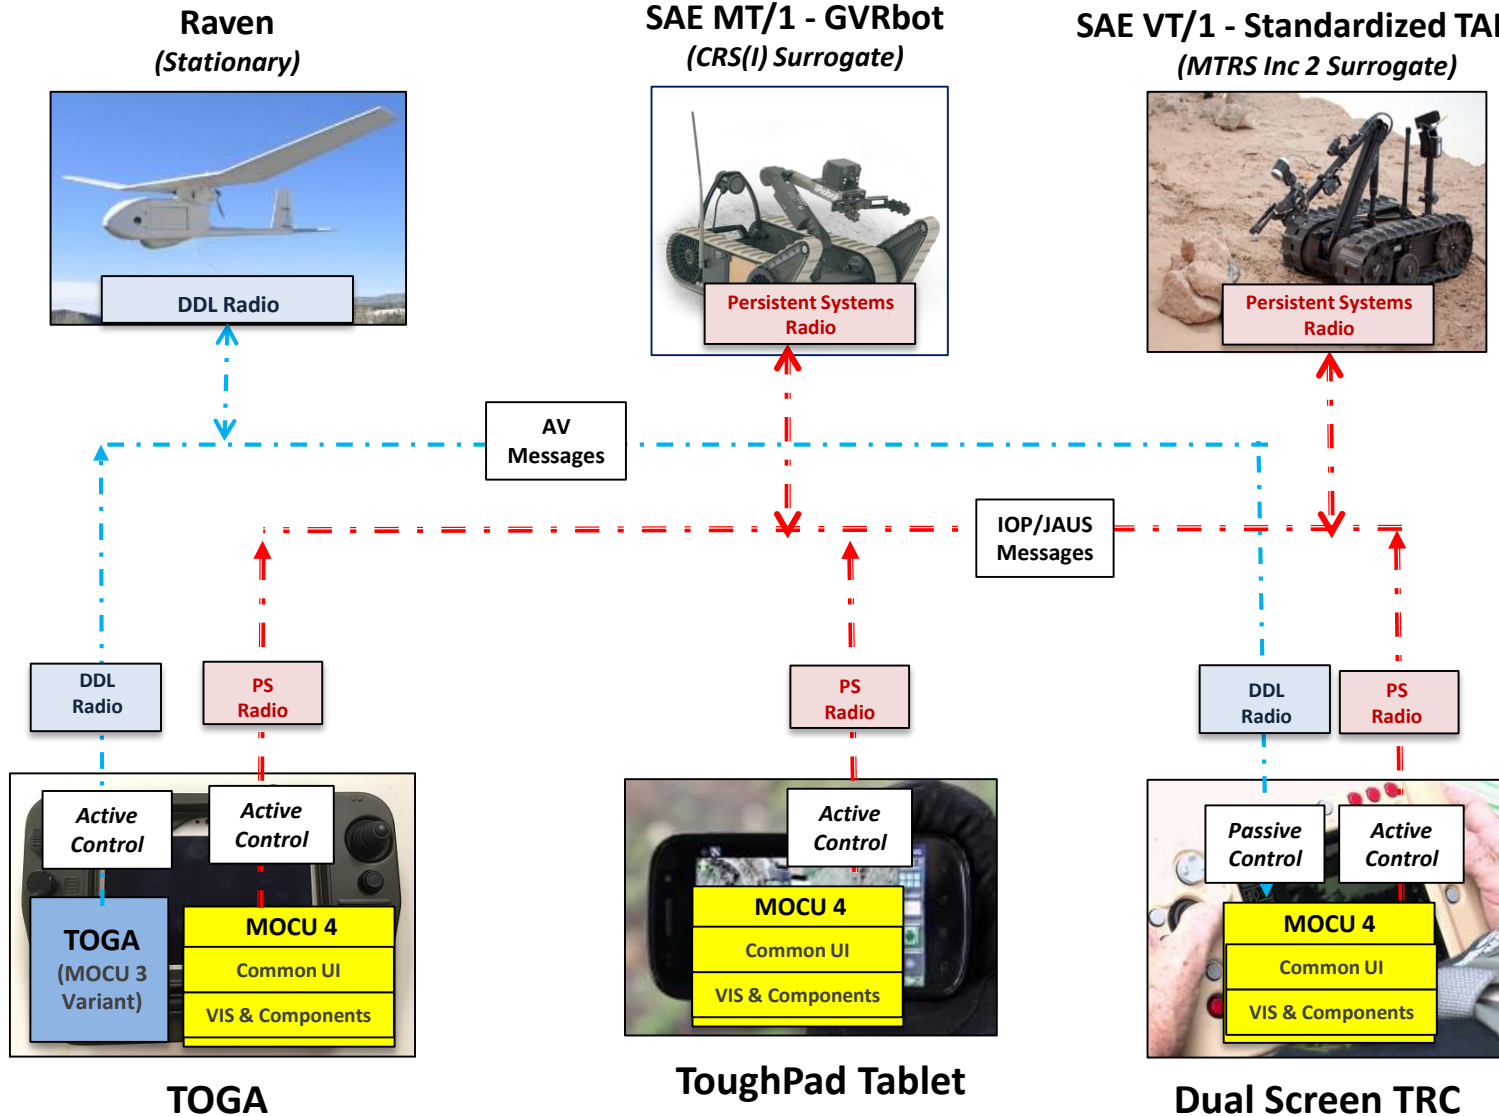 Raven
(Stationary)
SAE MT/1 - GVRbot
(CRS(I) Surrogate)
SAE VT/1 - Standardized
(MTRS Inc 2 Surrogate)
iRobot
DDL Radio
Persistent Systems
Radio
Persistent Systems
Radio
AV
Messages
IOP/JAUS
Messages
DDL
Radio
PS
Radio
PS
Radio
DDL
Radio
PS
Radio
Active
Control
Active
Control
Active
Control
Passive
Control
Active
Control
TOGA
(MOCU 3
Variant)
MOCU 4
Common UI
VIS & Components
MOCU 4
Common UI
VIS & Components
MOCU 4
Common UI
VIS & Components
TOGA
ToughPad Tablet
Dual Screen TRC